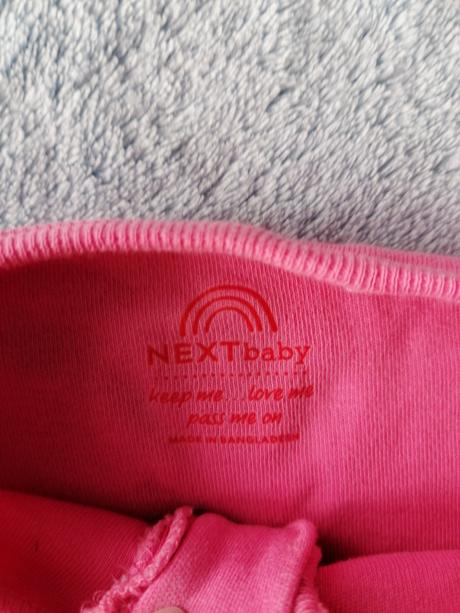 NEXTbaby
keep me...love me
pass me on
MADE IN BANGLADESH